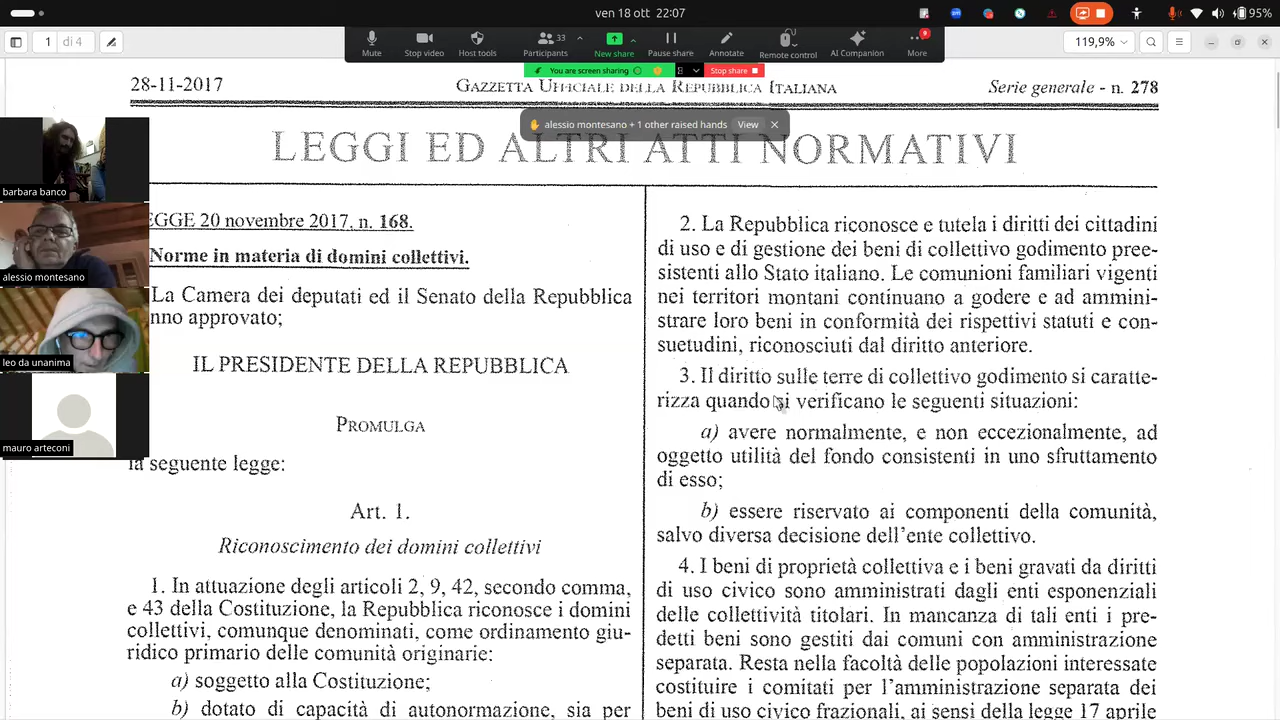 ven 18 ott 22:07
95%
1 di 4
119,9%
Mute
Stop video
Host tools
Participants
33
New share
Pause share
Annotate
Remote control
AI Companion
More
9
You are screen sharing
Stop share
alessio montesano + 1 other raised hands
View
barbara banco
alessio montesano
leo da unanima
mauro arteconi
28-11-2017
GAZZETTA UFFICIALE DELLA REPUBBLICA ITALIANA
Serie generale - n. 278
LEGGI ED ALTRI ATTI NORMATIVI
EGGE 20 novembre 2017, n. 168.
Norme in materia di domini collettivi.
La Camera dei deputati ed il Senato della Repubblica
nno approvato;
IL PRESIDENTE DELLA REPUBBLICA
PROMULGA
la seguente legge:
Art. 1.
Riconoscimento dei domini collettivi
1. In attuazione degli articoli 2, 9, 42, secondo comma,
e 43 della Costituzione, la Repubblica riconosce i domini
collettivi, comunque denominati, come ordinamento giu-
ridico primario delle comunità originarie:
a) soggetto alla Costituzione;
b) dotato di capacità di autonormazione, sia per
2. La Repubblica riconosce e tutela i diritti dei cittadini
di uso e di gestione dei beni di collettivo godimento pree-
sistenti allo Stato italiano. Le comunioni familiari vigenti
nei territori montani continuano a godere e ad ammini-
strare loro beni in conformità dei rispettivi statuti e con-
suetudini, riconosciuti dal diritto anteriore.
3. Il diritto sulle terre di collettivo godimento si caratte-
rizza quando si verificano le seguenti situazioni:
a) avere normalmente, e non eccezionalmente, ad
oggetto utilità del fondo consistenti in uno sfruttamento
di esso;
b) essere riservato ai componenti della comunità,
salvo diversa decisione dell'ente collettivo.
4. I beni di proprietà collettiva e i beni gravati da diritti
di uso civico sono amministrati dagli enti esponenziali
delle collettività titolari. In mancanza di tali enti i pre-
detti beni sono gestiti dai comuni con amministrazione
separata. Resta nella facoltà delle popolazioni interessate
costituire i comitati per l'amministrazione separata dei
beni di uso civico frazionali, ai sensi della legge 17 aprile